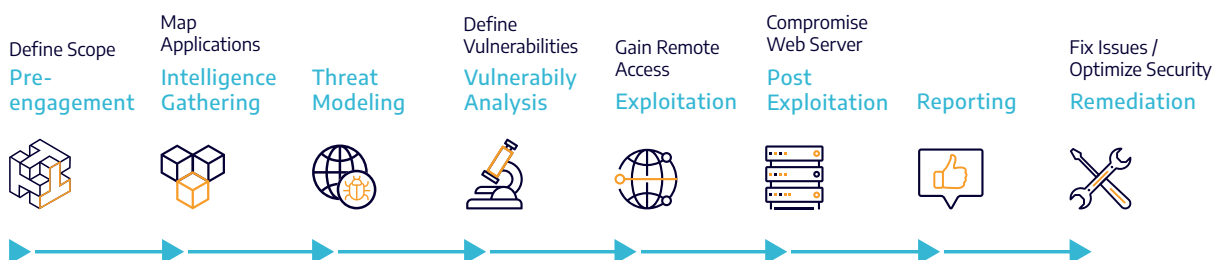 Define Scope
Pre-
engagement
Map
Applications
Intelligence
Gathering
Threat
Modeling
Define
Vulnerabilities
Vulnerabily
Analysis
Gain Remote
Access
Exploitation
Compromise
Web Server
Post
Exploitation
Reporting
Fix Issues /
Optimize Security
Remediation